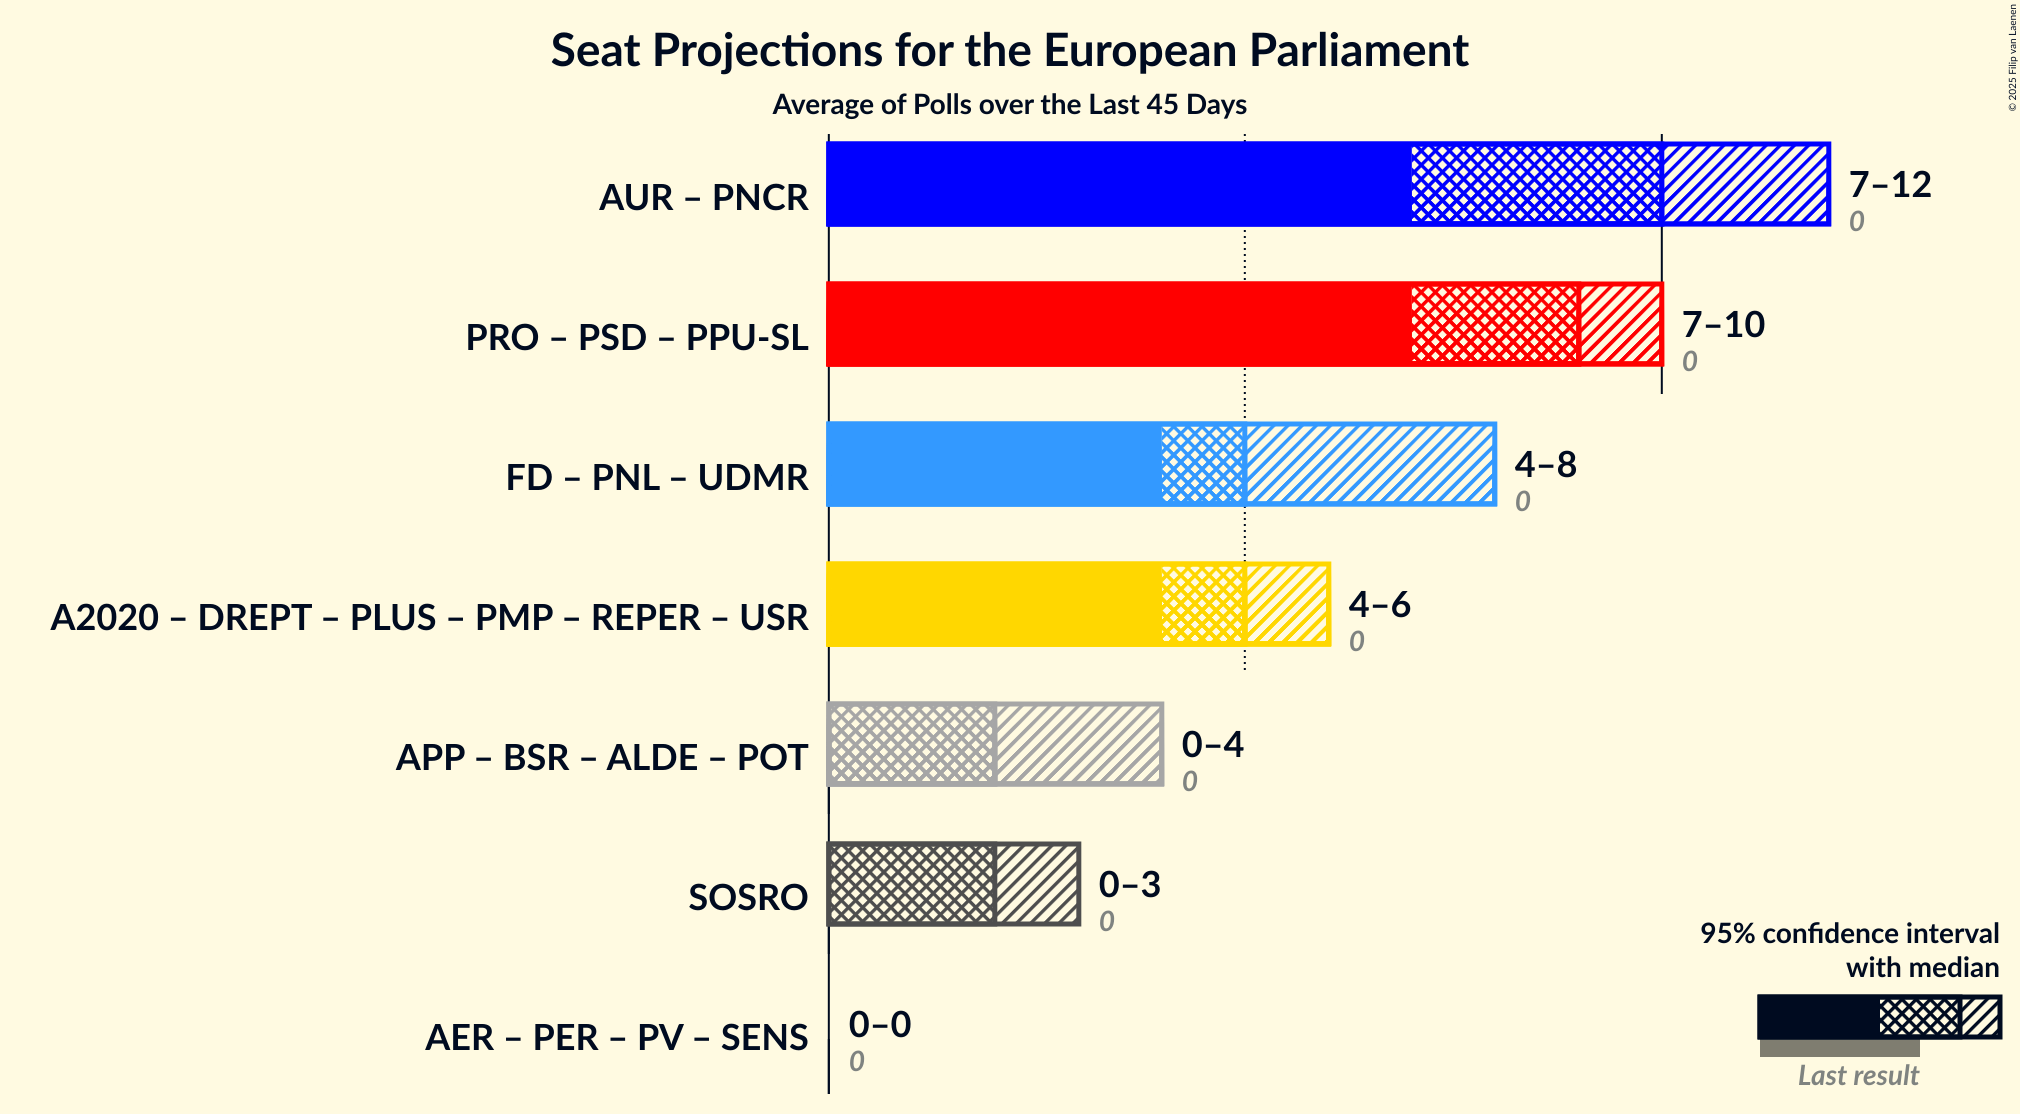 Seat Projections for the European Parliament
Average of Polls over the Last 45 Days
© 2025 Filip van Laenen
AUR – PNCR
7–12
0
PRO – PSD – PPU-SL
7–10
0
FD – PNL – UDMR
4–8
0
A2020 – DREPT – PLUS – PMP – REPER – USR
4–6
0
APP – BSR – ALDE – POT
0–4
0
SOSRO
0–3
0
AER – PER – PV – SENS
0–0
0
95% confidence interval
with median
Last result